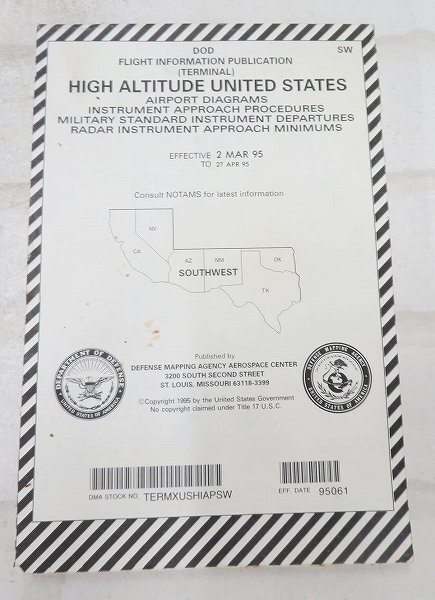 DOD
SW
FLIGHT INFORMATION PUBLICATION
(TERMINAL)
HIGH ALTITUDE UNITED STATES
AIRPORT DIAGRAMS
INSTRUMENT APPROACH PROCEDURES
MILITARY STANDARD INSTRUMENT DEPARTURES
RADAR INSTRUMENT APPROACH MINIMUMS
EFFECTIVE 2 MAR 95
TO 27 APR 95
Consult NOTAMS for latest information
NV
CA
AZ
NM
OK
SOUTHWEST
TX
Published by
DEFENSE MAPPING AGENCY AEROSPACE CENTER
3200 SOUTH SECOND STREET
ST. LOUIS, MISSOURI 63118-3399
©Copyright 1995 by the United States Government
No copyright claimed under Title 17 U.S.C.
DEPARTMENT OF DEFENSE
UNITED STATES OF AMERICA
DEFENSE MAPPING AGENCY
UNITED STATES OF AMERICA
DMA STOCK NO. TERMXUSHIAPSW
EFF. DATE 95061